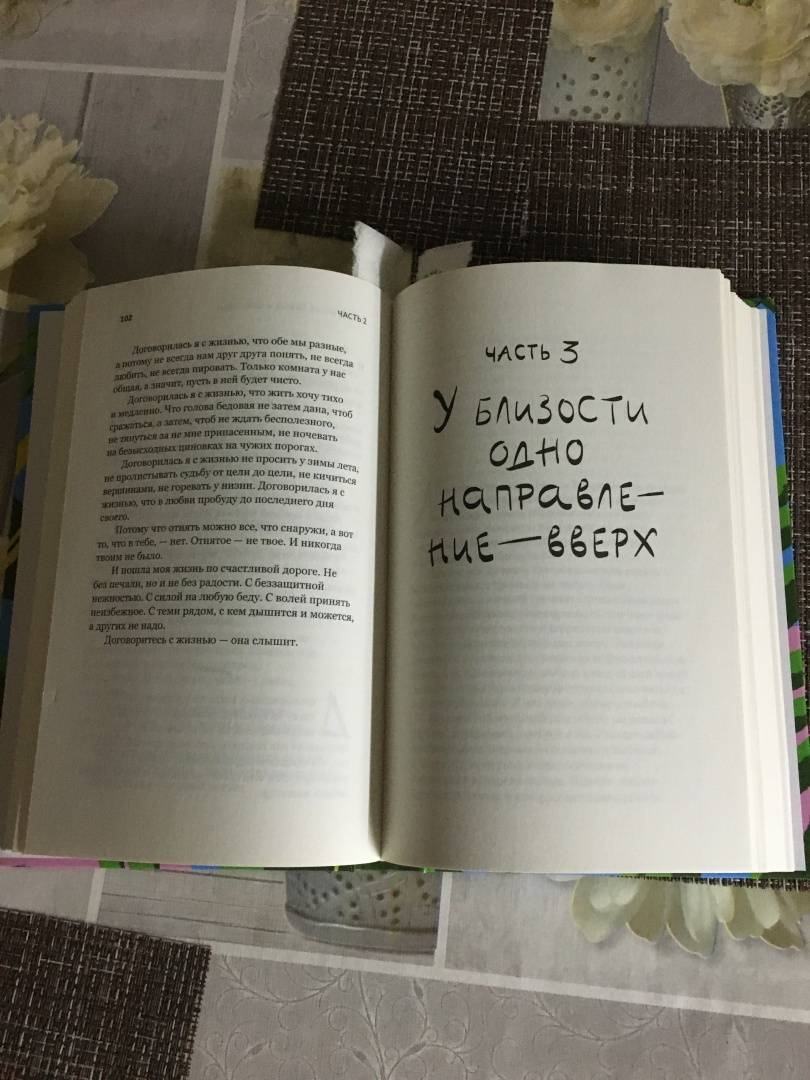 102
ЧАСТЬ 2
Договорилась я с жизнью, что обе мы разные,
а потому не всегда нам друг друга понять, не всегда
любить, не всегда пировать. Только комната у нас
общая, а значит, пусть в ней будет чисто.
Договорилась я с жизнью, что жить хочу тихо
и медленно. Что голова бедовая не затем дана, чтоб
сражаться, а затем, чтоб не ждать бесполезного,
не тянуться за не мне припасенным, не ночевать
на безысходных циновках на чужих порогах.
Договорилась я с жизнью не просить у зимы лета,
не пролистывать судьбу от цели до цели, не кичиться
вершинами, не горевать у низин. Договорилась я с
жизнью, что в любви пробуду до последнего дня
своего.
Потому что отнять можно все, что снаружи, а вот
то, что в тебе, — нет. Отнятое — не твое. И никогда
твоим не было.
И пошла моя жизнь по счастливой дороге. Не
без печали, но и не без радости. С беззащитной
нежностью. С силой на любую беду. С волей принять
неизбежное. С теми рядом, с кем дышится и можется,
а других не надо.
Договоритесь с жизнью — она слышит.
ЧАСТЬ 3
У БЛИЗОСТИ
ОДНО
НАПРАВЛЕ—
НИЕ—ВВЕРХ